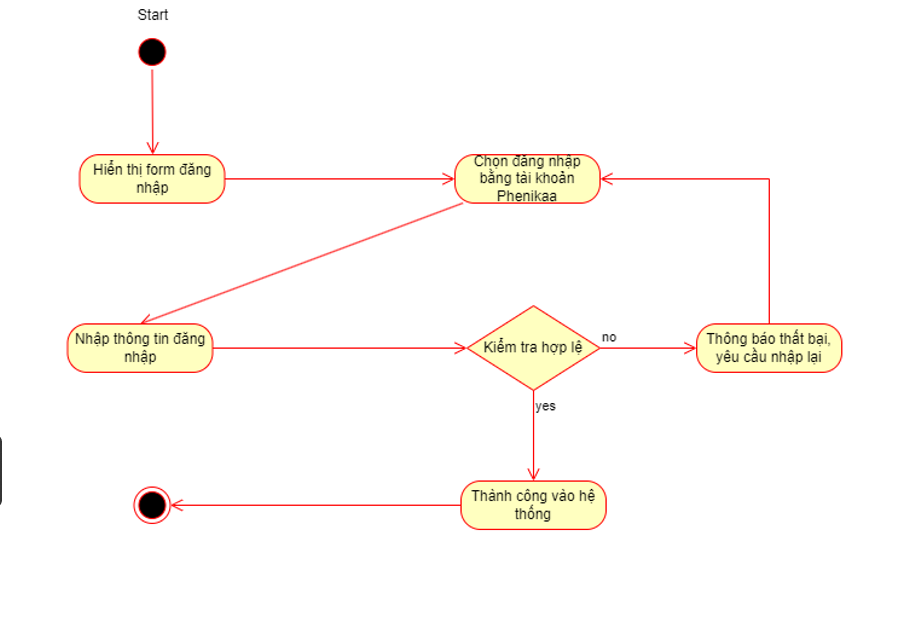 Start
Hiển thị form đăng
nhập
Chọn đăng nhập
bằng tài khoản
Phenikaa
Nhập thông tin đăng
nhập
Kiểm tra hợp lệ
no
Thông báo thất bại,
yêu cầu nhập lại
yes
Thành công vào hệ
thống